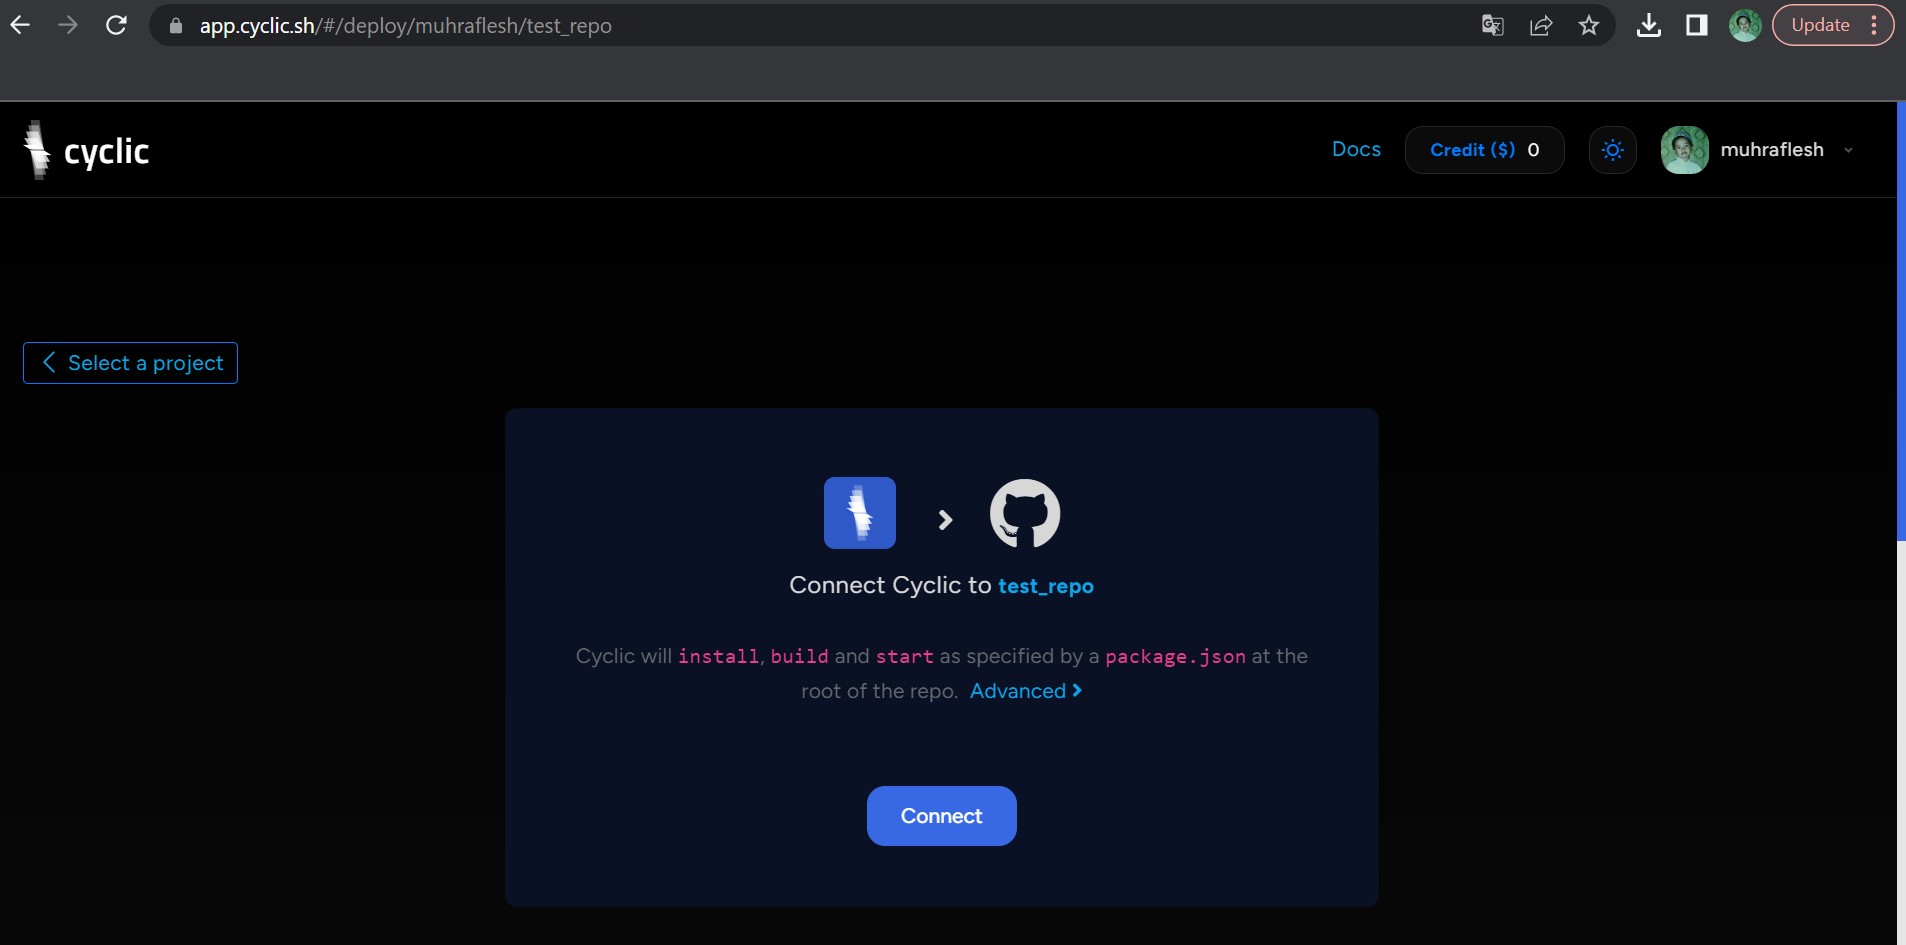 app.cyclic.sh/#/deploy/muhraflesh/test_repo
Update
cyclic
Docs
Credit ($) 0
muhraflesh
Select a project
Connect Cyclic to test_repo
Cyclic will install, build and start as specified by a package.json at the
root of the repo. Advanced
Connect